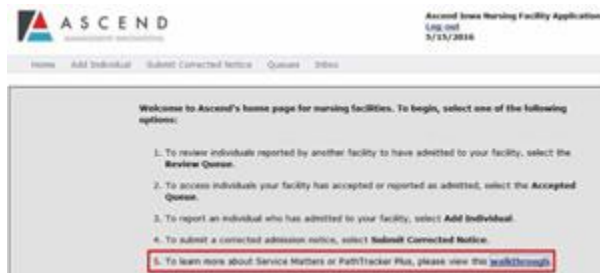 ASCEND
Ascend Iowa Nursing Facility Application
Log out
5/15/2016
Home Add Individual Submit Corrected Notice Queues Inbox
Welcome to Ascend's home page for nursing facilities. To begin, select one of the following
options:
1. To review individuals reported by another facility to have admitted to your facility, select the
Review Queue.
2. To access individuals your facility has accepted or reported as admitted, select the Accepted
Queue.
3. To report an individual who has admitted to your facility, select Add Individual.
4. To submit a corrected admission notice, select Submit Corrected Notice.
5. To learn more about Service Matters or PathTracker Plus, please view this walkthrough.